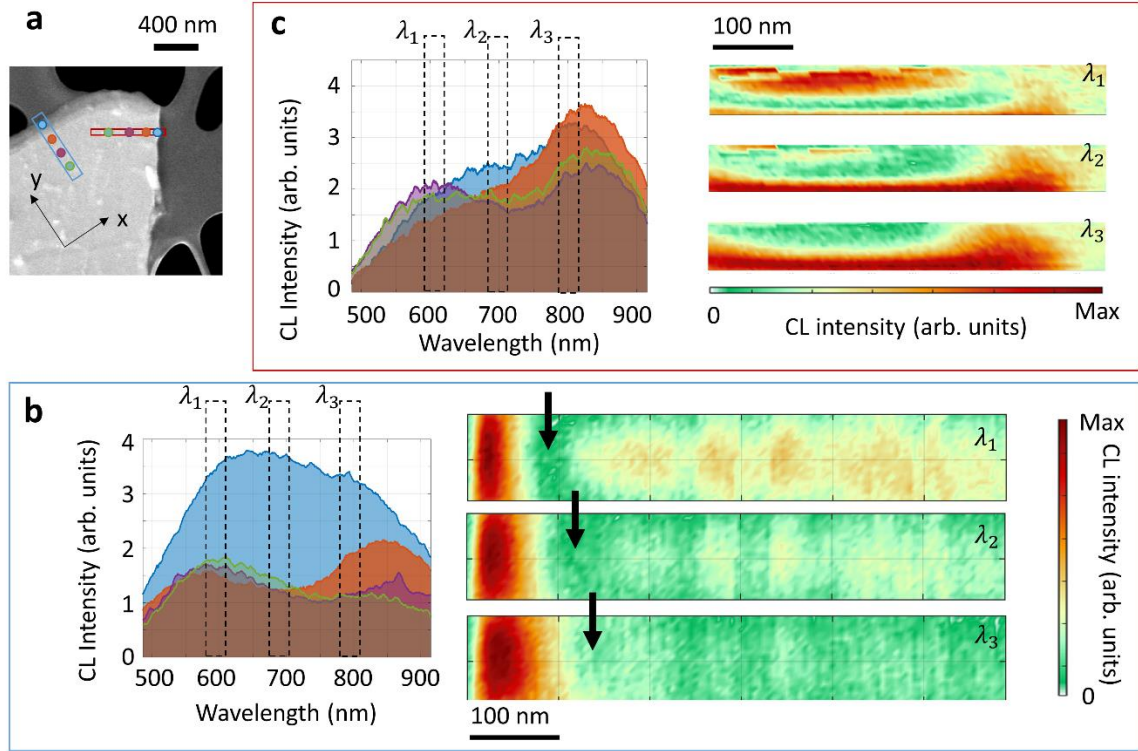 a
400 nm
y
x
c
λ1
λ2
λ3
CL Intensity (arb. units)
4
3
2
1
0
500 600 700 800 900
Wavelength (nm)
100 nm
λ1
λ2
λ3
0
Max
CL intensity (arb. units)
b
λ1
λ2
λ3
CL Intensity (arb. units)
4
3
2
1
0
500 600 700 800 900
Wavelength (nm)
λ1
λ2
λ3
100 nm
Max
0
CL intensity (arb. units)